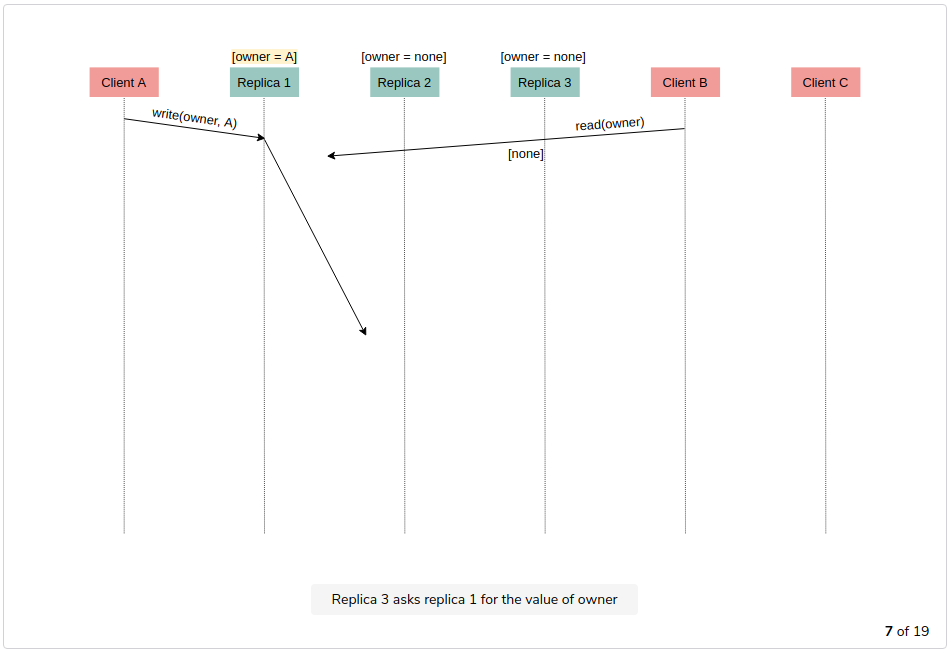 [owner = A]
[owner = none]
[owner = none]
Client A
Replica 1
Replica 2
Replica 3
Client B
Client C
write(owner, A)
read(owner)
[none]
Replica 3 asks replica 1 for the value of owner
7 of 19